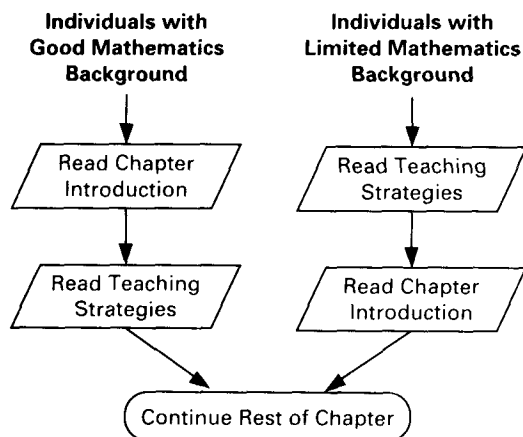 Individuals with
Good Mathematics
Background
Read Chapter
Introduction
Read Teaching
Strategies
Individuals with
Limited Mathematics
Background
Read Teaching
Strategies
Read Chapter
Introduction
Continue Rest of Chapter